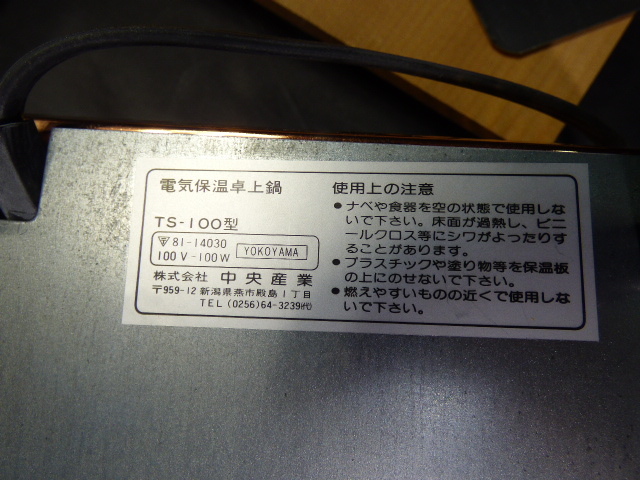 電気保温卓上鍋
TS-100型
▽ 81-14030
100V-100W YOKOYAMA
株式会社 中央産業
〒959-12 新潟県燕市殿島1丁目
TEL (0256)64-3239㈹
使用上の注意
●ナベや食器を空の状態で使用しな
いで下さい。床面が過熱し、ビニ
ールクロス等にシワがよったりす
ることがあります。
●プラスチックや塗り物等を保温板
の上にのせないで下さい。
●燃えやすいものの近くで使用しな
いで下さい。